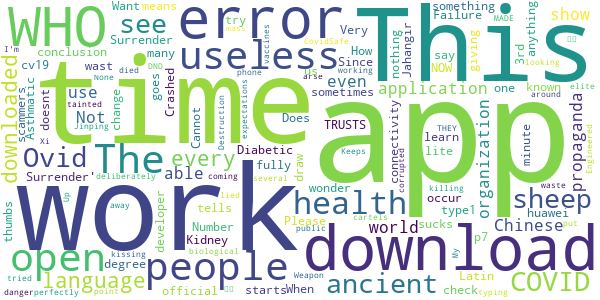 WHO
error
This
Want
means
try
something
Failure
MADE
CovidSafe
show
see
Surrender
Very
How
Since
anything
3rd
Jahangir
conclusion
many
useless
even
nothing
say
NOW
giving
vaccines
I'm
None
cv19
wast
died
DND
phone
arse
working
looking
us
mass
downloaded
scammers
Asthmatic
doesnt
use
Not
goes
Crashed
change
tainted
Jinping
Xi
time
app
application
sometimes
Cannot
Destruction
expectations
Does
TRUSTS
connectivity
one
known
around
elite
Engineered
corrupted
Ovid
The
every
Diabetic
lite
learn
minute
organization
propaganda
Surrender'
able
fully
draw
THEY
deliberately
coming
Keeps
killing
Up
wonder
occur
sheep
work
health
open
thumbs
away
developer
tells
Number
Kidney
Please
lied
several
cartels
world
sucks
huawei
Chinese
waste
put
people
kissing
degree
official
biological
type1
public
download
COVID
language
When
starts
Weapon
ancient
p7
Latin
check
typing
My
tried
danger
perfectly
point